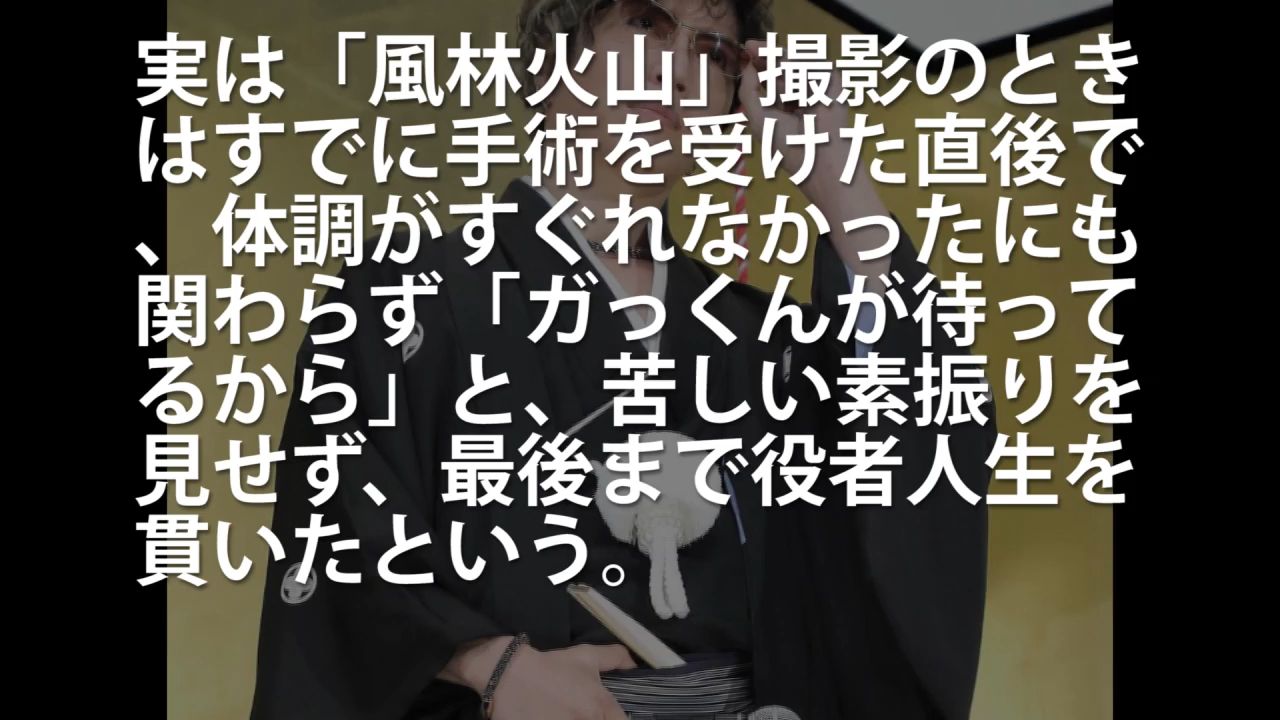 実は「風林火山」撮影のとき
はすでに手術を受けた直後で
、体調がすぐれなかったにも
関わらず「ガっくんが待って
るから」と、苦しい素振りを
見せず、最後まで役者人生を
貫いたという。